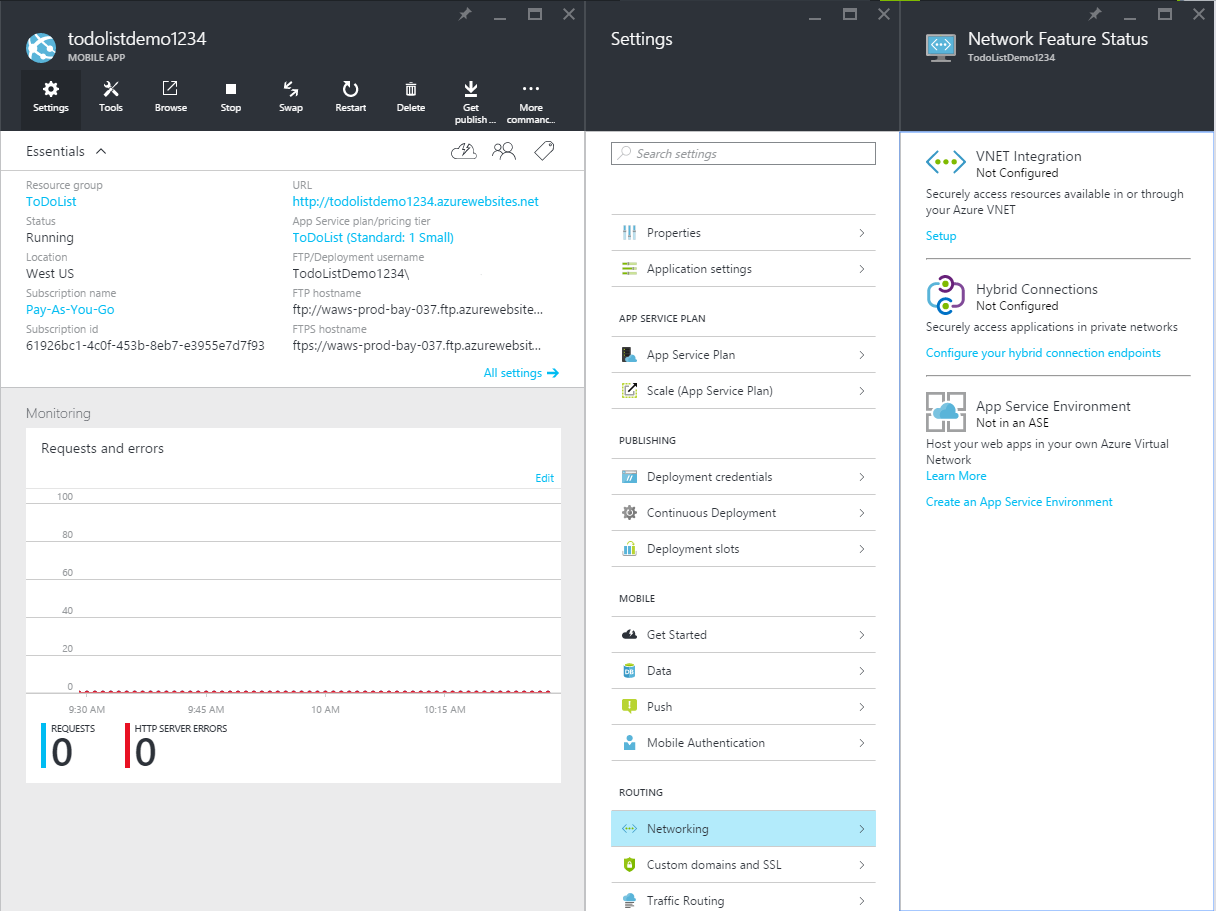 todolistdemo1234
MOBILE APP
Settings
Tools
Browse
Stop
Swap
Restart
Delete
Get publish ...
More commanc...
Essentials
Resource group
ToDoList
Status
Running
Location
West US
Subscription name
Pay-As-You-Go
Subscription id
61926bc1-4c0f-453b-8eb7-e3955e7d7f93
URL
http://todolistdemo1234.azurewebsites.net
App Service plan/pricing tier
ToDoList (Standard: 1 Small)
FTP/Deployment username
TodoListDemo1234\
FTP hostname
ftp://waws-prod-bay-037.ftp.azurewebsite...
FTPS hostname
ftps://waws-prod-bay-037.ftp.azurewebsit...
All settings
Monitoring
Requests and errors
Edit
100
80
60
40
20
0
9:30 AM
9:45 AM
10 AM
10:15 AM
REQUESTS
0
HTTP SERVER ERRORS
0
Settings
Search settings
Properties
Application settings
APP SERVICE PLAN
App Service Plan
Scale (App Service Plan)
PUBLISHING
Deployment credentials
Continuous Deployment
Deployment slots
MOBILE
Get Started
Data
Push
Mobile Authentication
ROUTING
Networking
Custom domains and SSL
Traffic Routing
Network Feature Status
TodoListDemo1234
VNET Integration
Not Configured
Securely access resources available in or through
your Azure VNET
Setup
Hybrid Connections
Not Configured
Securely access applications in private networks
Configure your hybrid connection endpoints
App Service Environment
Not in an ASE
Host your web apps in your own Azure Virtual
Network
Learn More
Create an App Service Environment